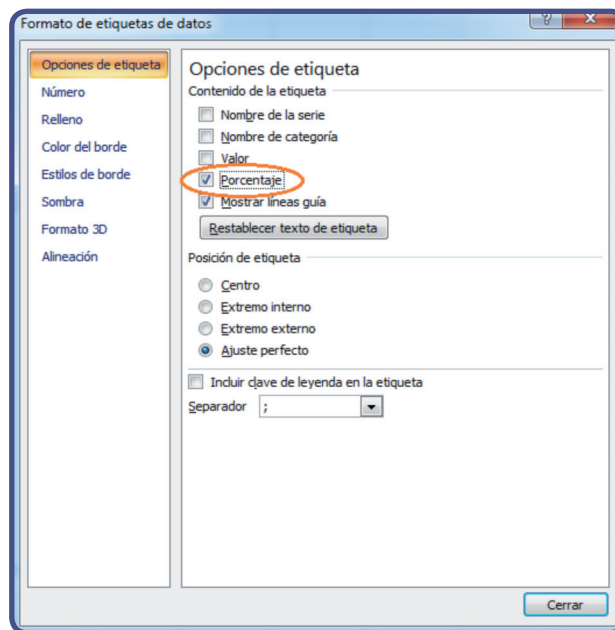 Formato de etiquetas de datos
?
X
Opciones de etiqueta
Número
Relleno
Color del borde
Estilos de borde
Sombra
Formato 3D
Alineación
Opciones de etiqueta
Contenido de la etiqueta
Nombre de la serie
Nombre de categoría
Valor
Porcentaje
Mostrar líneas guía
Restablecer texto de etiqueta
Posición de etiqueta
Centro
Extremo interno
Extremo externo
Ajuste perfecto
Incluir clave de leyenda en la etiqueta
Separador ;
Cerrar